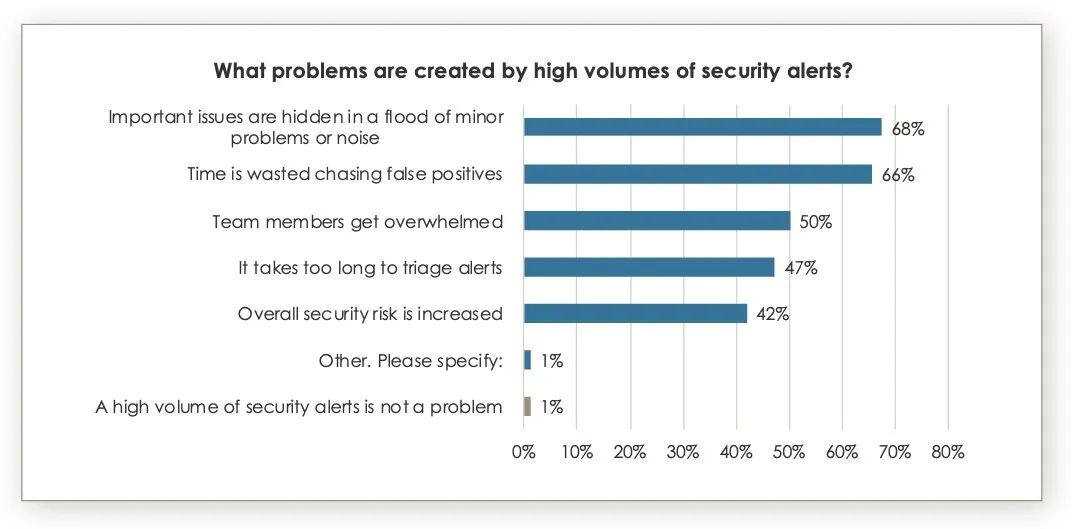 What problems are created by high volumes of security alerts?
Important issues are hidden in a flood of minor
problems or noise
68%
Time is wasted chasing false positives
66%
Team members get overwhelmed
50%
It takes too long to triage alerts
47%
Overall security risk is increased
42%
Other. Please specify:
1%
A high volume of security alerts is not a problem
1%
0% 10% 20% 30% 40% 50% 60% 70% 80%